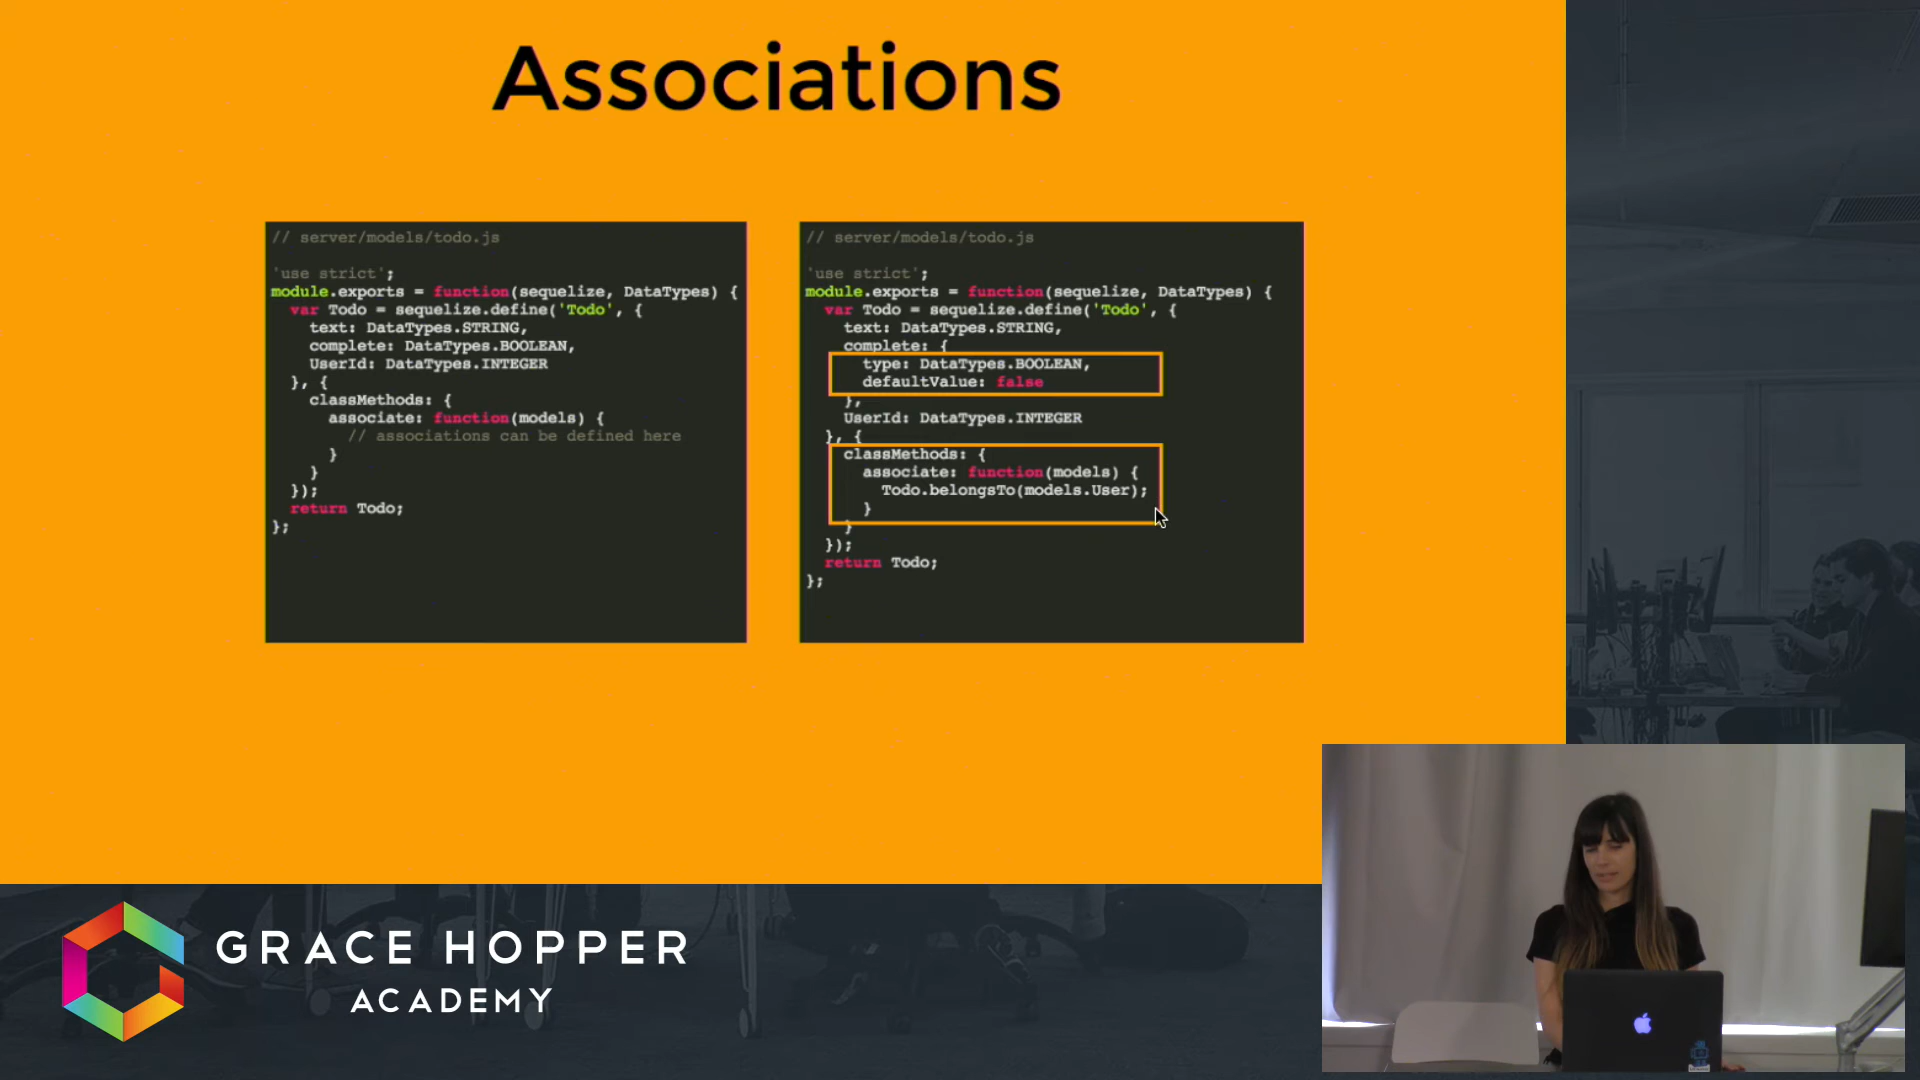 Associations
// server/models/todo.js
'use strict';
module.exports = function(sequelize, DataTypes) {
var Todo = sequelize.define('Todo', {
text: DataTypes.STRING,
complete: DataTypes.BOOLEAN,
UserId: DataTypes.INTEGER
}, {
classMethods: {
associate: function(models) {
// associations can be defined here
}
}
});
return Todo;
};
// server/models/todo.js
'use strict';
module.exports = function(sequelize, DataTypes) {
var Todo = sequelize.define('Todo', {
text: DataTypes.STRING,
complete: {
type: DataTypes.BOOLEAN,
defaultValue: false
},
UserId: DataTypes.INTEGER
}, {
classMethods: {
associate: function(models) {
Todo.belongsTo(models.User);
}
}
});
return Todo;
};
GRACE HOPPER
ACADEMY